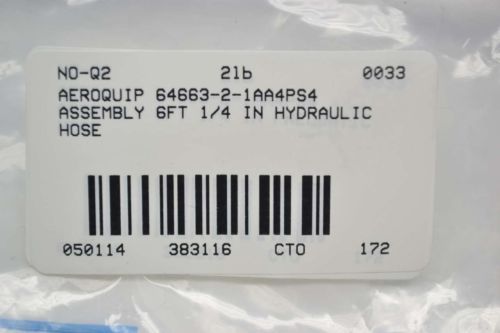 NO-Q2 21b 0033
AEROQUIP 64663-2-1AA4PS4
ASSEMBLY 6FT 1/4 IN HYDRAULIC
HOSE
050114 383116 CTO 172